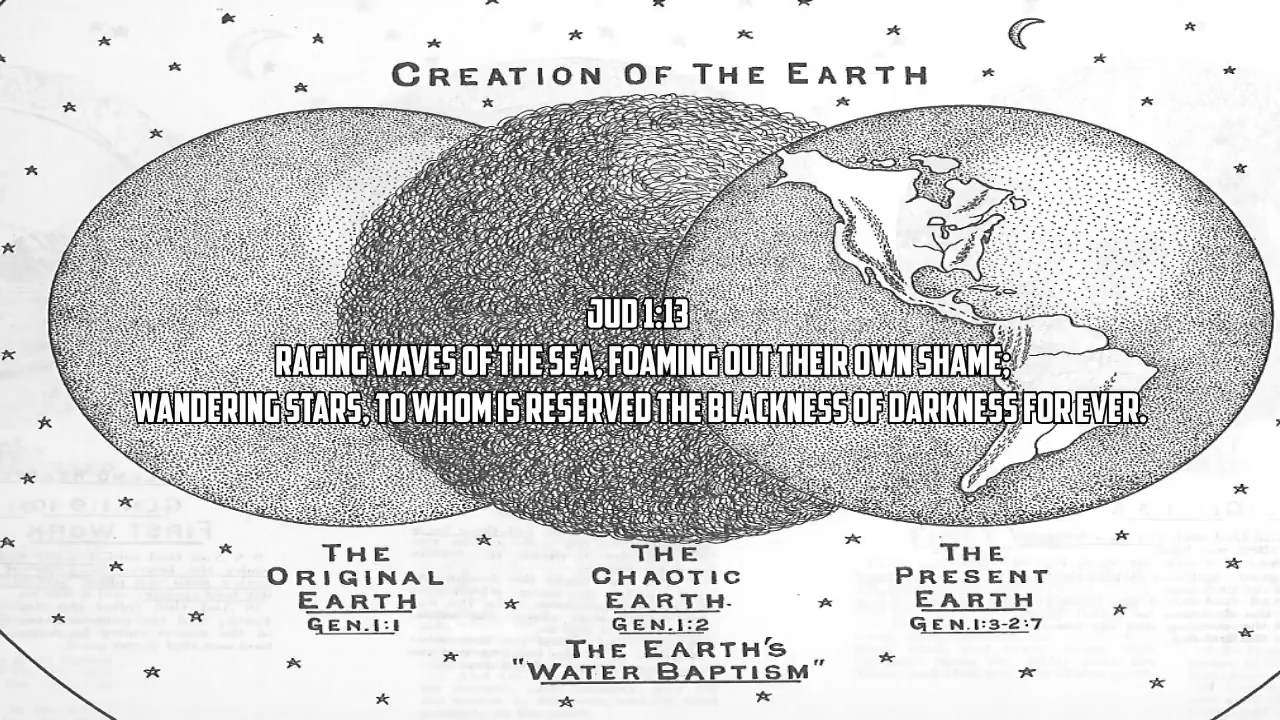 CREATION OF THE EARTH
JUD 1:13
RAGING WAVES OF THE SEA, FOAMING OUT THEIR OWN SHAME;
WANDERING STARS, TO WHOM IS RESERVED THE BLACKNESS OF DARKNESS FOR EVER.
THE
ORIGINAL
EARTH
GEN.1:1
THE
CHAOTIC
EARTH.
GEN.1:2
THE EARTH'S
"WATER BAPTISM"
THE
PRESENT
EARTH
GEN.1:3-2:7